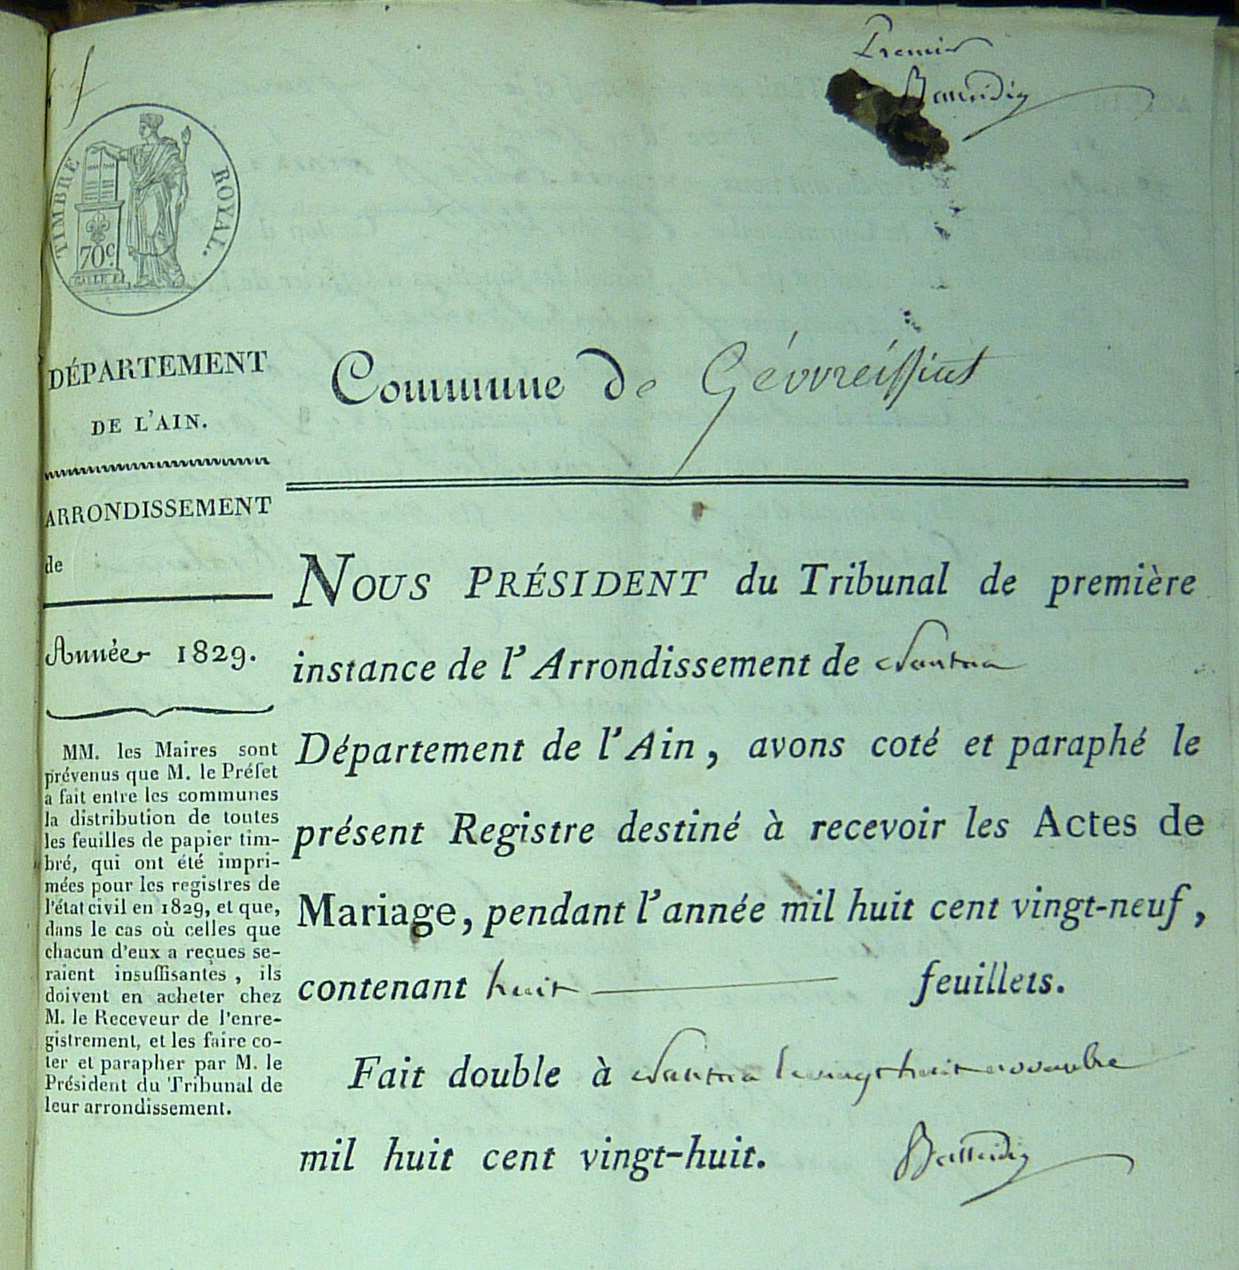 Premier
TIMBRE ROYAL.
70c
DÉPARTEMENT
DE L'AIN.
ARRONDISSEMENT
de
Année 1829.
MM. les Maires sont
prévenus que M. le Préfet
a fait entre les communes
la distribution de toutes
les feuilles de papier tim-
bré, qui ont été impri-
mées pour les registres de
l'état civil en 1829, et que,
dans le cas où celles que
chacun d'eux a reçues se-
raient insuffisantes, ils
doivent en acheter chez
M. le Receveur de l'enre-
gistrement, et les faire co-
ter et parapher par M. le
Président du Tribunal de
leur arrondissement.
Commune de Gévvreissiat
NOUS PRÉSIDENT du Tribunal de première
instance de l'Arrondissement de Nantua
Département de l'Ain, avons coté et paraphé le
présent Registre destiné à recevoir les Actes de
Mariage, pendant l'année mil huit cent vingt-neuf,
contenant huit feuillets.
Fait double à Nantua le vingt huit novembre
mil huit cent vingt-huit.